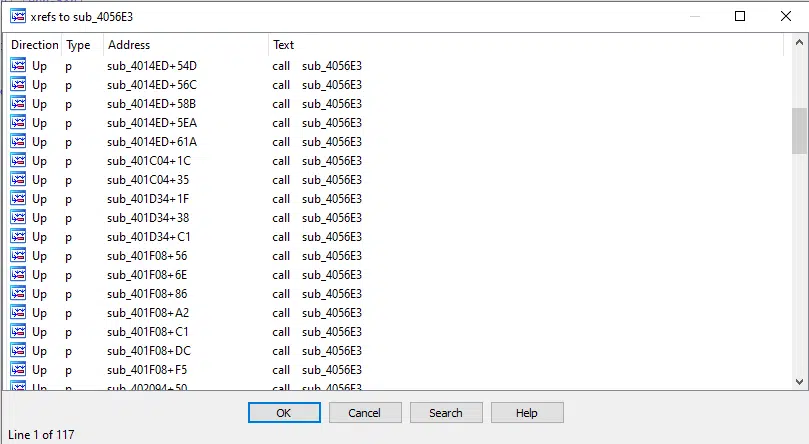 xrefs to sub_4056E3
Direction Type Address Text
Up p sub_4014ED+54D call sub_4056E3
Up p sub_4014ED+56C call sub_4056E3
Up p sub_4014ED+58B call sub_4056E3
Up p sub_4014ED+5EA call sub_4056E3
Up p sub_4014ED+61A call sub_4056E3
Up p sub_401C04+1C call sub_4056E3
Up p sub_401C04+35 call sub_4056E3
Up p sub_401D34+1F call sub_4056E3
Up p sub_401D34+38 call sub_4056E3
Up p sub_401D34+C1 call sub_4056E3
Up p sub_401F08+56 call sub_4056E3
Up p sub_401F08+6E call sub_4056E3
Up p sub_401F08+86 call sub_4056E3
Up p sub_401F08+A2 call sub_4056E3
Up p sub_401F08+C1 call sub_4056E3
Up p sub_401F08+DC call sub_4056E3
Up p sub_401F08+F5 call sub_4056E3
Up p sub_402094+50 call sub_4056E3
OK Cancel Search Help
Line 1 of 117